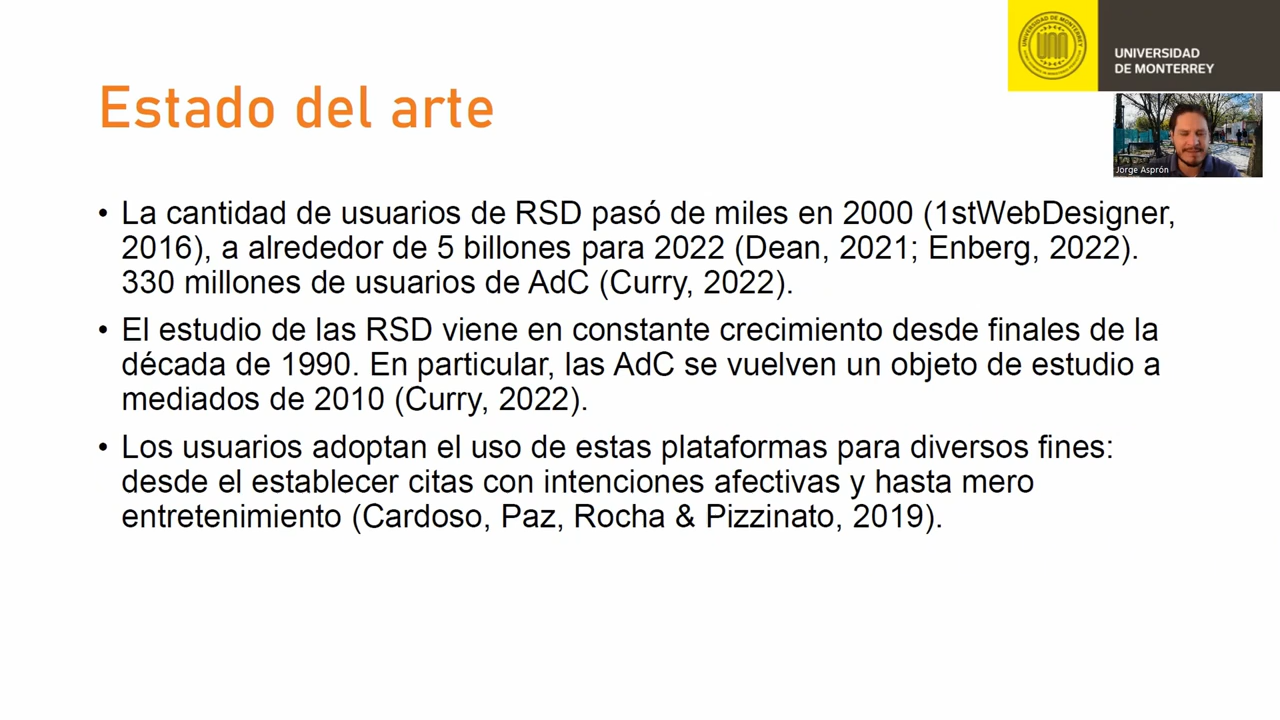 UNIVERSIDAD
DE MONTERREY
Estado del arte
Jorge Asprón
• La cantidad de usuarios de RSD pasó de miles en 2000 (1stWebDesigner,
2016), a alrededor de 5 billones para 2022 (Dean, 2021; Enberg, 2022).
330 millones de usuarios de AdC (Curry, 2022).
• El estudio de las RSD viene en constante crecimiento desde finales de la
década de 1990. En particular, las AdC se vuelven un objeto de estudio a
mediados de 2010 (Curry, 2022).
• Los usuarios adoptan el uso de estas plataformas para diversos fines:
desde el establecer citas con intenciones afectivas y hasta mero
entretenimiento (Cardoso, Paz, Rocha & Pizzinato, 2019).